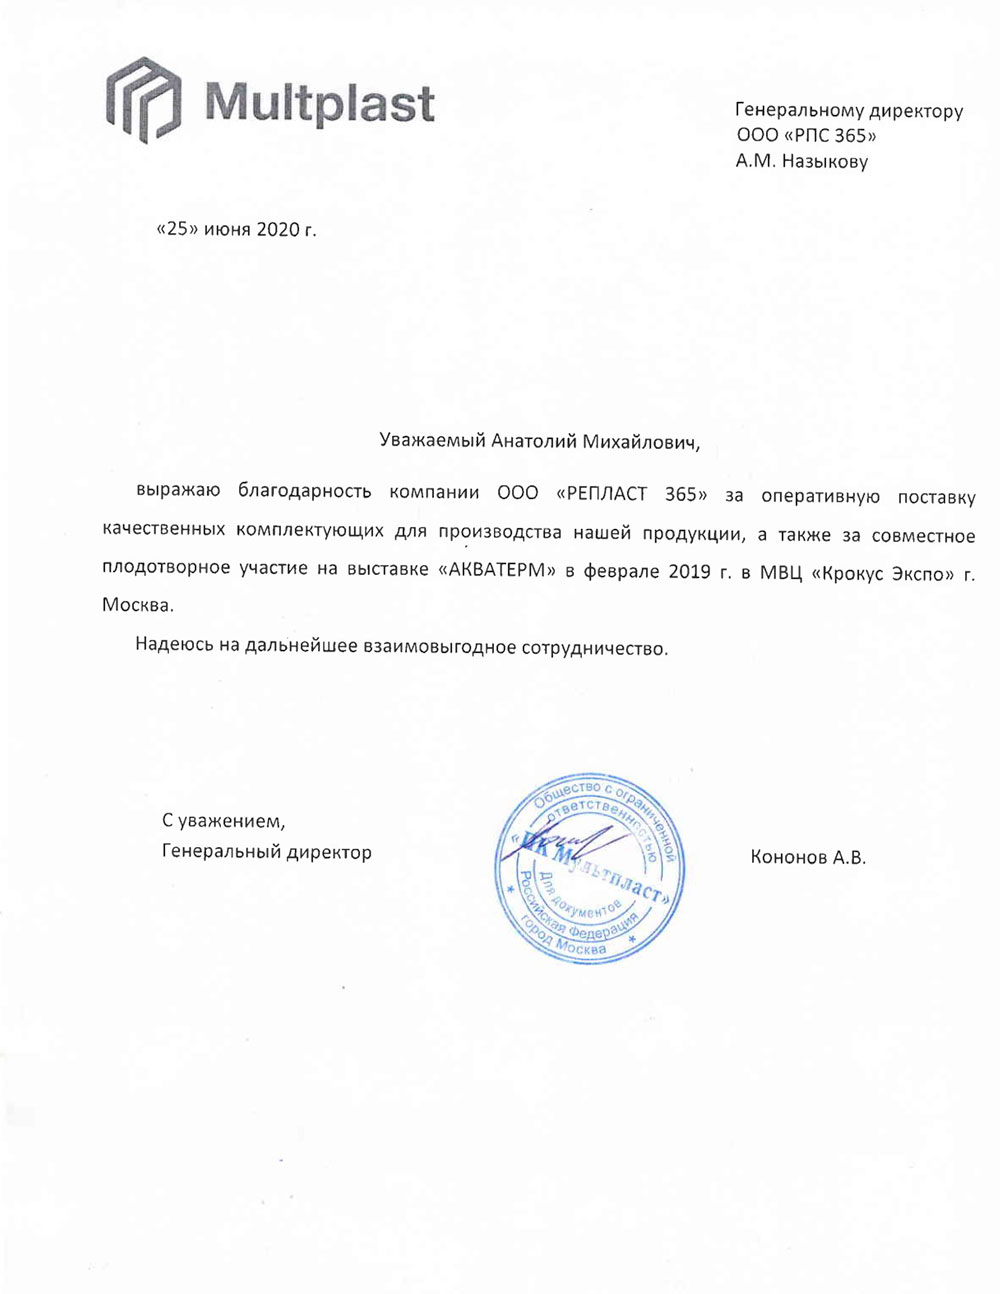 Multplast
Генеральному директору
ООО «РПС 365»
А.М. Назыкову
«25» июня 2020 г.
Уважаемый Анатолий Михайлович,
выражаю благодарность компании ООО «РЕПЛАСТ 365» за оперативную поставку
качественных комплектующих для производства нашей продукции, а также за совместное
плодотворное участие на выставке «АКВАТЕРМ» в феврале 2019 г. в МВЦ «Крокус Экспо» г.
Москва.
Надеюсь на дальнейшее взаимовыгодное сотрудничество.
С уважением,
Генеральный директор
Кононов А.В.
Общество с ограниченной
ответственностью
«ПК Мультпласт»
Для документов
Российская Федерация
город Москва